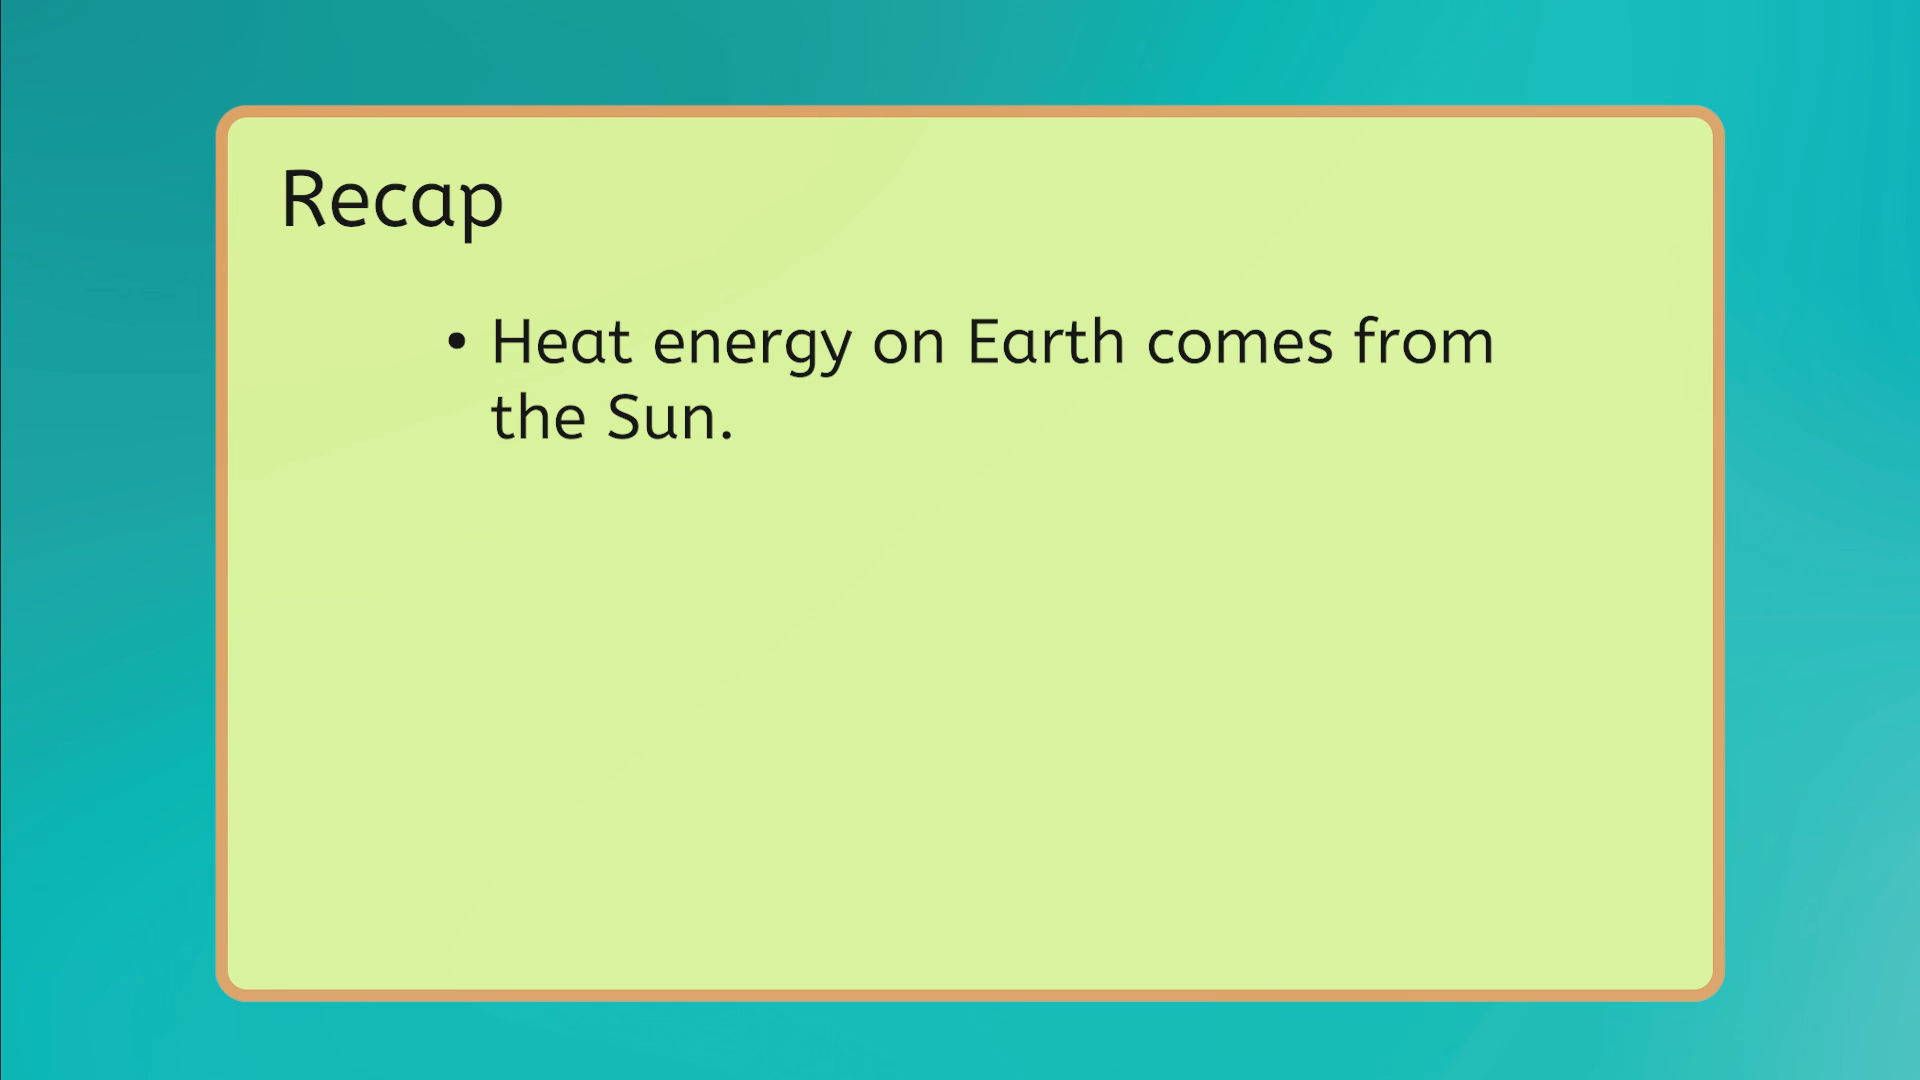 Recap
• Heat energy on Earth comes from
the Sun.